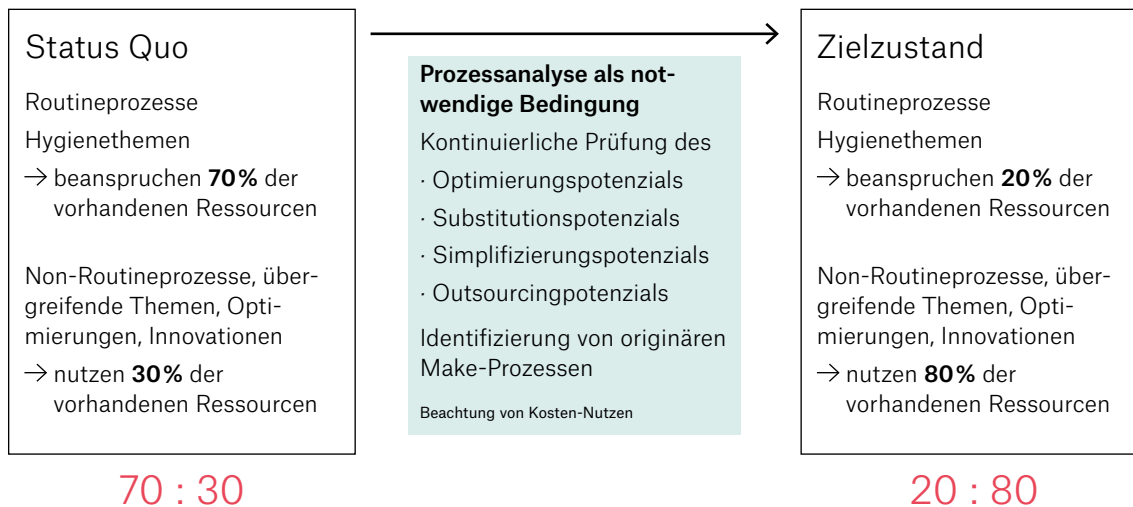 Status Quo
Routineprozesse
Hygienethemen
→ beanspruchen 70% der
vorhandenen Ressourcen
Non-Routineprozesse, über-
greifende Themen, Opti-
mierungen, Innovationen
→ nutzen 30% der
vorhandenen Ressourcen
70 : 30
Prozessanalyse als not-
wendige Bedingung
Kontinuierliche Prüfung des
· Optimierungspotenzials
· Substitutionspotenzials
· Simplifizierungspotenzials
· Outsourcingpotenzials
Identifizierung von originären
Make-Prozessen
Beachtung von Kosten-Nutzen
Zielzustand
Routineprozesse
Hygienethemen
→ beanspruchen 20% der
vorhandenen Ressourcen
Non-Routineprozesse, über-
greifende Themen, Opti-
mierungen, Innovationen
→ nutzen 80% der
vorhandenen Ressourcen
20 : 80